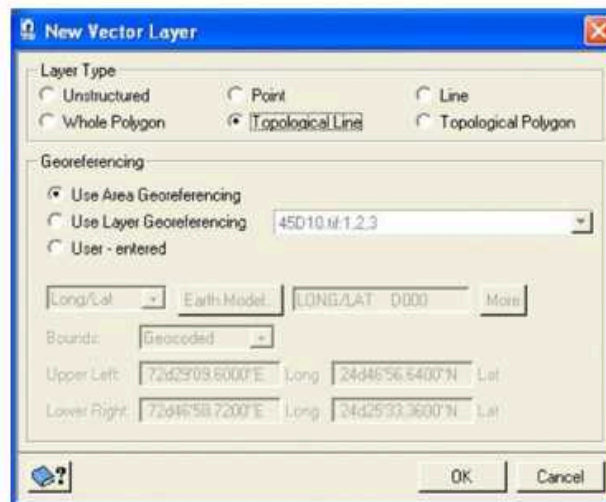 New Vector Layer
Layer Type
Unstructured Point Line
Whole Polygon Topological Line Topological Polygon
Georeferencing
Use Area Georeferencing
Use Layer Georeferencing 45D10.tif:1,2,3
User - entered
Long/Lat Earth Model... LONG/LAT D000 More
Bounds: Geocoded
Upper Left: 72d29'09.6000"E Long 24d46'56.6400"N Lat
Lower Right: 72d46'58.7200"E Long 24d25'33.3600"N Lat
? OK Cancel